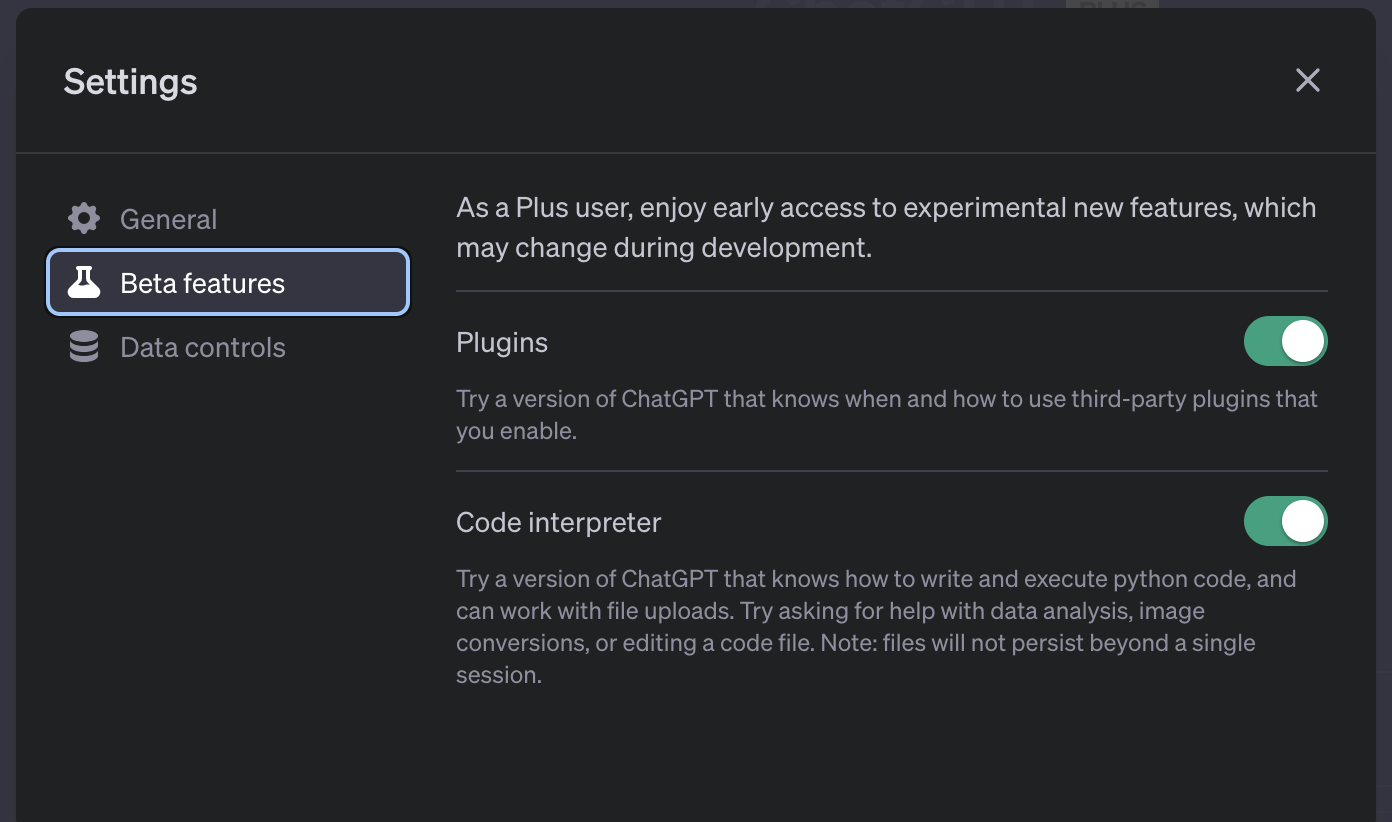 PLUS
Settings
General
Beta features
Data controls
As a Plus user, enjoy early access to experimental new features, which
may change during development.
Plugins
Try a version of ChatGPT that knows when and how to use third-party plugins that
you enable.
Code interpreter
Try a version of ChatGPT that knows how to write and execute python code, and
can work with file uploads. Try asking for help with data analysis, image
conversions, or editing a code file. Note: files will not persist beyond a single
session.